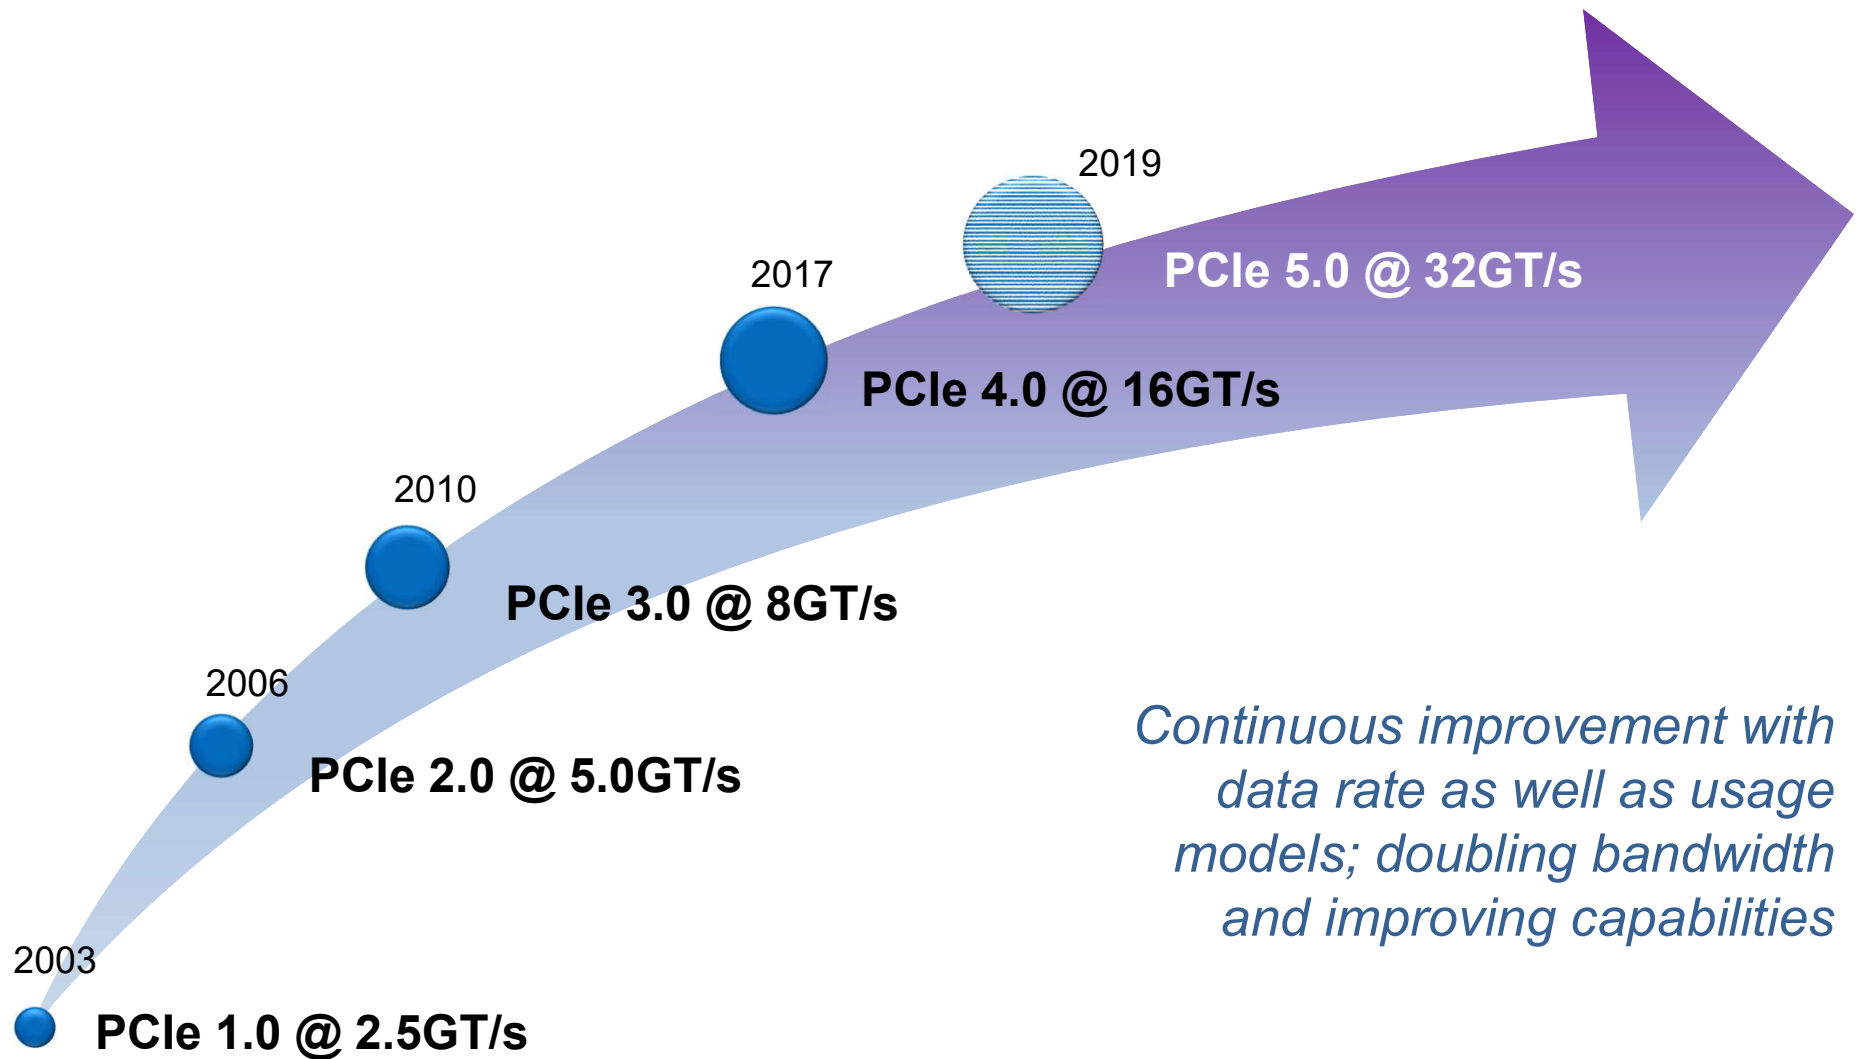 2019
PCIe 5.0 @ 32GT/s
2017
PCIe 4.0 @ 16GT/s
2010
PCIe 3.0 @ 8GT/s
2006
PCIe 2.0 @ 5.0GT/s
2003
PCIe 1.0 @ 2.5GT/s
Continuous improvement with
data rate as well as usage
models; doubling bandwidth
and improving capabilities